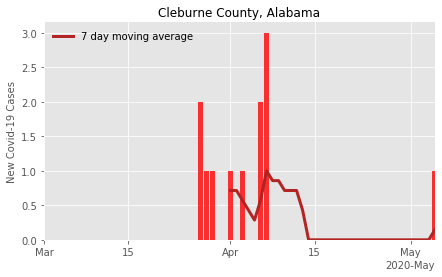 Cleburne County, Alabama
7 day moving average
New Covid-19 Cases
3.0
2.5
2.0
1.5
1.0
0.5
0.0
Mar 15 Apr 15 May
2020-May